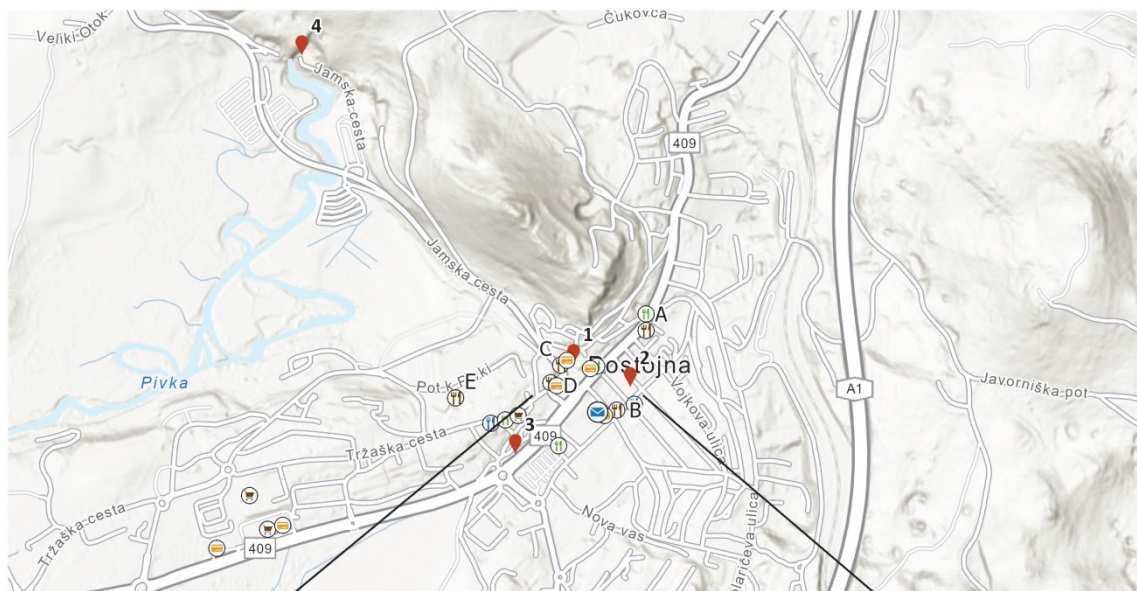 Veliki Otok
4
Čukovca
Jamska cesta
409
Jamska cesta
A
1
C
Postojna
2
Pot k Pivki
E
D
Pivka
A1
Javorniška pot
B
Vojkova ulica
3
409
Tržaška cesta
Tržaška cesta
Nova vas
409